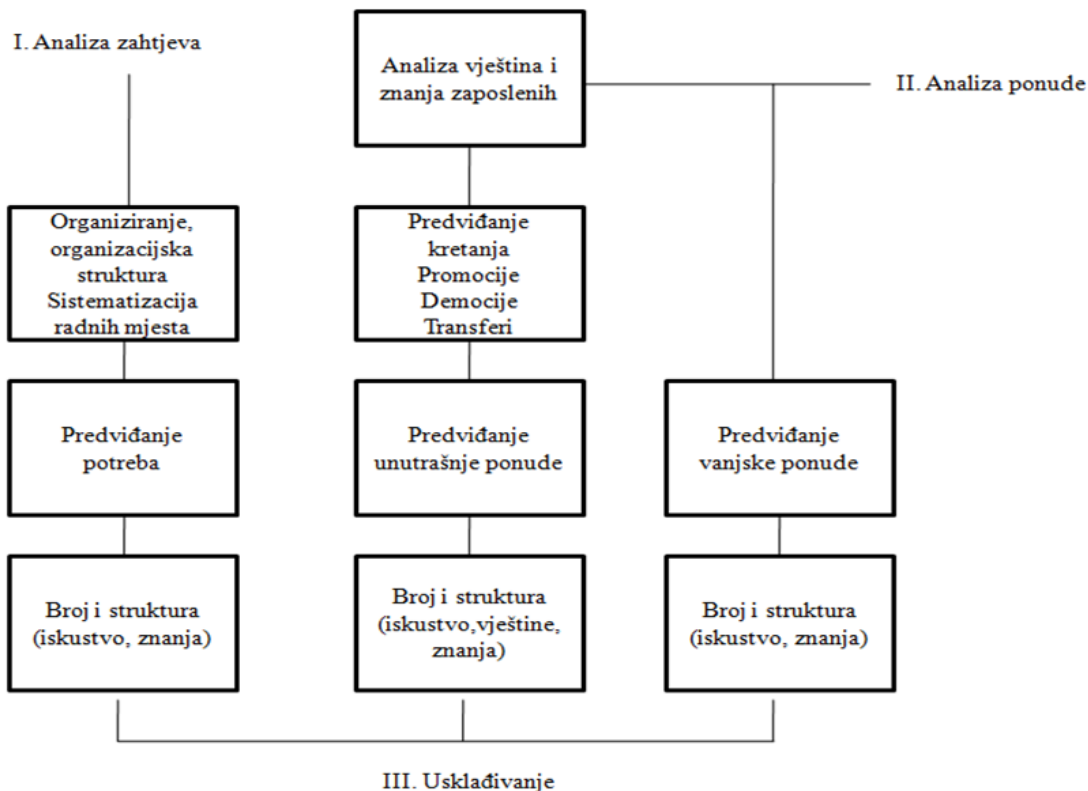 I. Analiza zahtjeva
Analiza vještina i
znanja zaposlenih
II. Analiza ponude
Organiziranje,
organizacijska
struktura
Sistematizacija
radnih mjesta
Predviđanje
kretanja
Promocije
Democije
Transferi
Predviđanje
potreba
Predviđanje
unutrašnje ponude
Predviđanje
vanjske ponude
Broj i struktura
(iskustvo, znanja)
Broj i struktura
(iskustvo,vještine,
znanja)
Broj i struktura
(iskustvo, znanja)
III. Usklađivanje